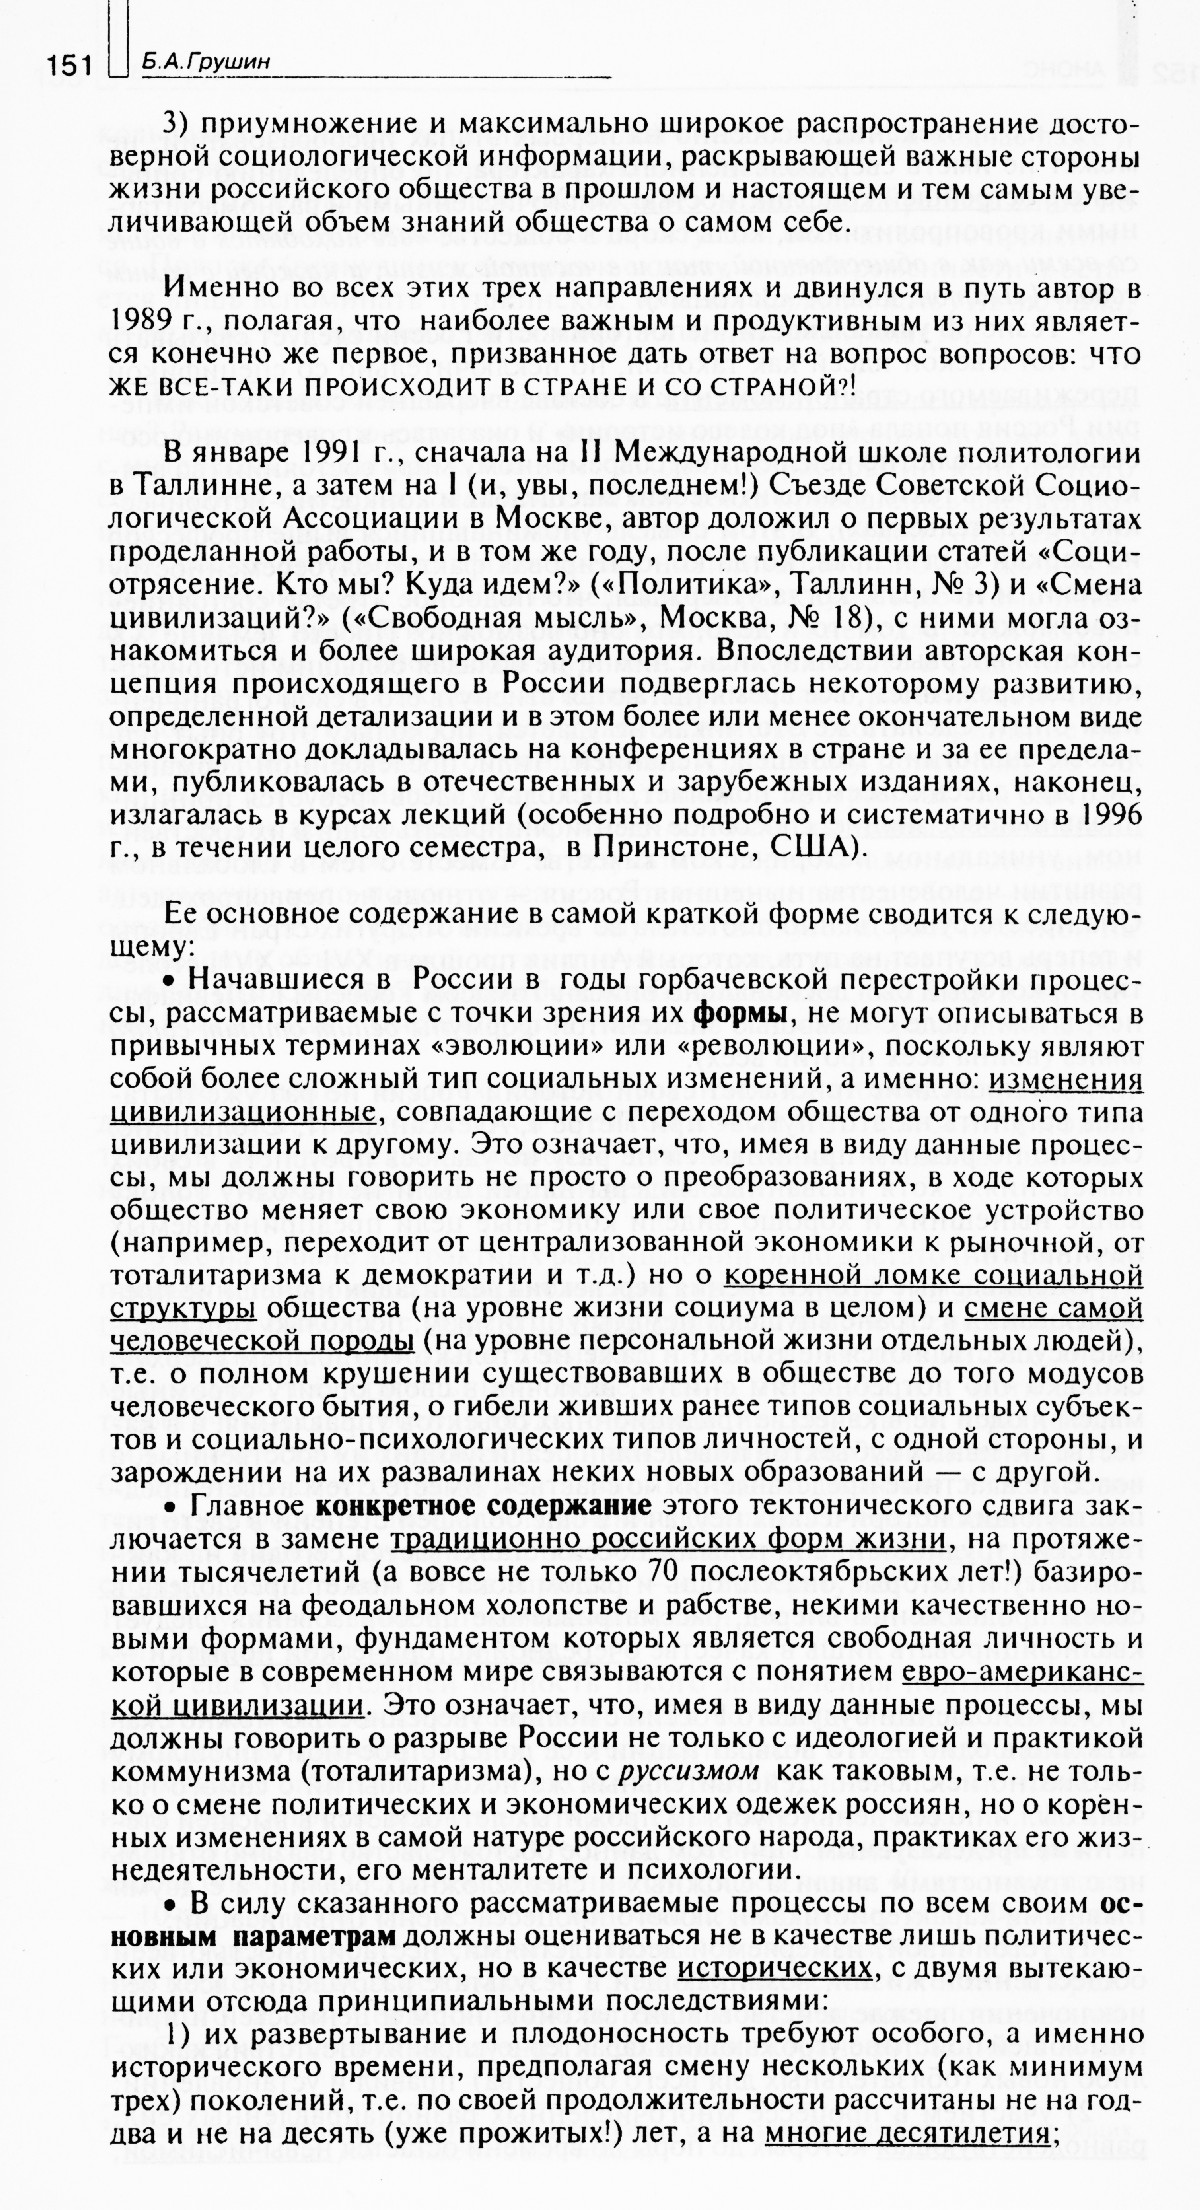 151
Б.А.Грушин
3) приумножение и максимально широкое распространение досто-
верной социологической информации, раскрывающей важные стороны
жизни российского общества в прошлом и настоящем и тем самым уве-
личивающей объем знаний общества о самом себе.
Именно во всех этих трех направлениях и двинулся в путь автор в
1989 г., полагая, что наиболее важным и продуктивным из них являет-
ся конечно же первое, призванное дать ответ на вопрос вопросов: ЧТО
ЖЕ ВСЕ-ТАКИ ПРОИСХОДИТ В СТРАНЕ И СО СТРАНОЙ?!
В январе 1991 г., сначала на II Международной школе политологии
в Таллинне, а затем на I (и, увы, последнем!) Съезде Советской Социо-
логической Ассоциации в Москве, автор доложил о первых результатах
проделанной работы, и в том же году, после публикации статей «Соци-
отрясение. Кто мы? Куда идем?» («Политика», Таллинн, № 3) и «Смена
цивилизаций?» («Свободная мысль», Москва, № 18), с ними могла оз-
накомиться и более широкая аудитория. Впоследствии авторская кон-
цепция происходящего в России подверглась некоторому развитию,
определенной детализации и в этом более или менее окончательном виде
многократно докладывалась на конференциях в стране и за ее предела-
ми, публиковалась в отечественных и зарубежных изданиях, наконец,
излагалась в курсах лекций (особенно подробно и систематично в 1996
г., в течении целого семестра, в Принстоне, США).
Ее основное содержание в самой краткой форме сводится к следую-
щему:
• Начавшиеся в России в годы горбачевской перестройки процес-
сы, рассматриваемые с точки зрения их формы, не могут описываться в
привычных терминах «эволюции» или «революции», поскольку являют
собой более сложный тип социальных изменений, а именно: изменения
цивилизационные, совпадающие с переходом общества от одного типа
цивилизации к другому. Это означает, что, имея в виду данные процес-
сы, мы должны говорить не просто о преобразованиях, в ходе которых
общество меняет свою экономику или свое политическое устройство
(например, переходит от централизованной экономики к рыночной, от
тоталитаризма к демократии и т.д.) но о коренной ломке социальной
структуры общества (на уровне жизни социума в целом) и смене самой
человеческой породы (на уровне персональной жизни отдельных людей),
т.е. о полном крушении существовавших в обществе до того модусов
человеческого бытия, о гибели живших ранее типов социальных субъек-
тов и социально-психологических типов личностей, с одной стороны, и
зарождении на их развалинах неких новых образований — с другой.
• Главное конкретное содержание этого тектонического сдвига зак-
лючается в замене традиционно российских форм жизни, на протяже-
нии тысячелетий (а вовсе не только 70 послеоктябрьских лет!) базиро-
вавшихся на феодальном холопстве и рабстве, некими качественно но-
выми формами, фундаментом которых является свободная личность и
которые в современном мире связываются с понятием евро-американс-
кой цивилизации. Это означает, что, имея в виду данные процессы, мы
должны говорить о разрыве России не только с идеологией и практикой
коммунизма (тоталитаризма), но с руссизмом как таковым, т.е. не толь-
ко о смене политических и экономических одежек россиян, но о корен-
ных изменениях в самой натуре российского народа, практиках его жиз-
недеятельности, его менталитете и психологии.
• В силу сказанного рассматриваемые процессы по всем своим ос-
новным параметрам должны оцениваться не в качестве лишь политичес-
ких или экономических, но в качестве исторических, с двумя вытекаю-
щими отсюда принципиальными последствиями:
1) их развертывание и плодоносность требуют особого, а именно
исторического времени, предполагая смену нескольких (как минимум
трех) поколений, т.е. по своей продолжительности рассчитаны не на год-
два и не на десять (уже прожитых!) лет, а на многие десятилетия;